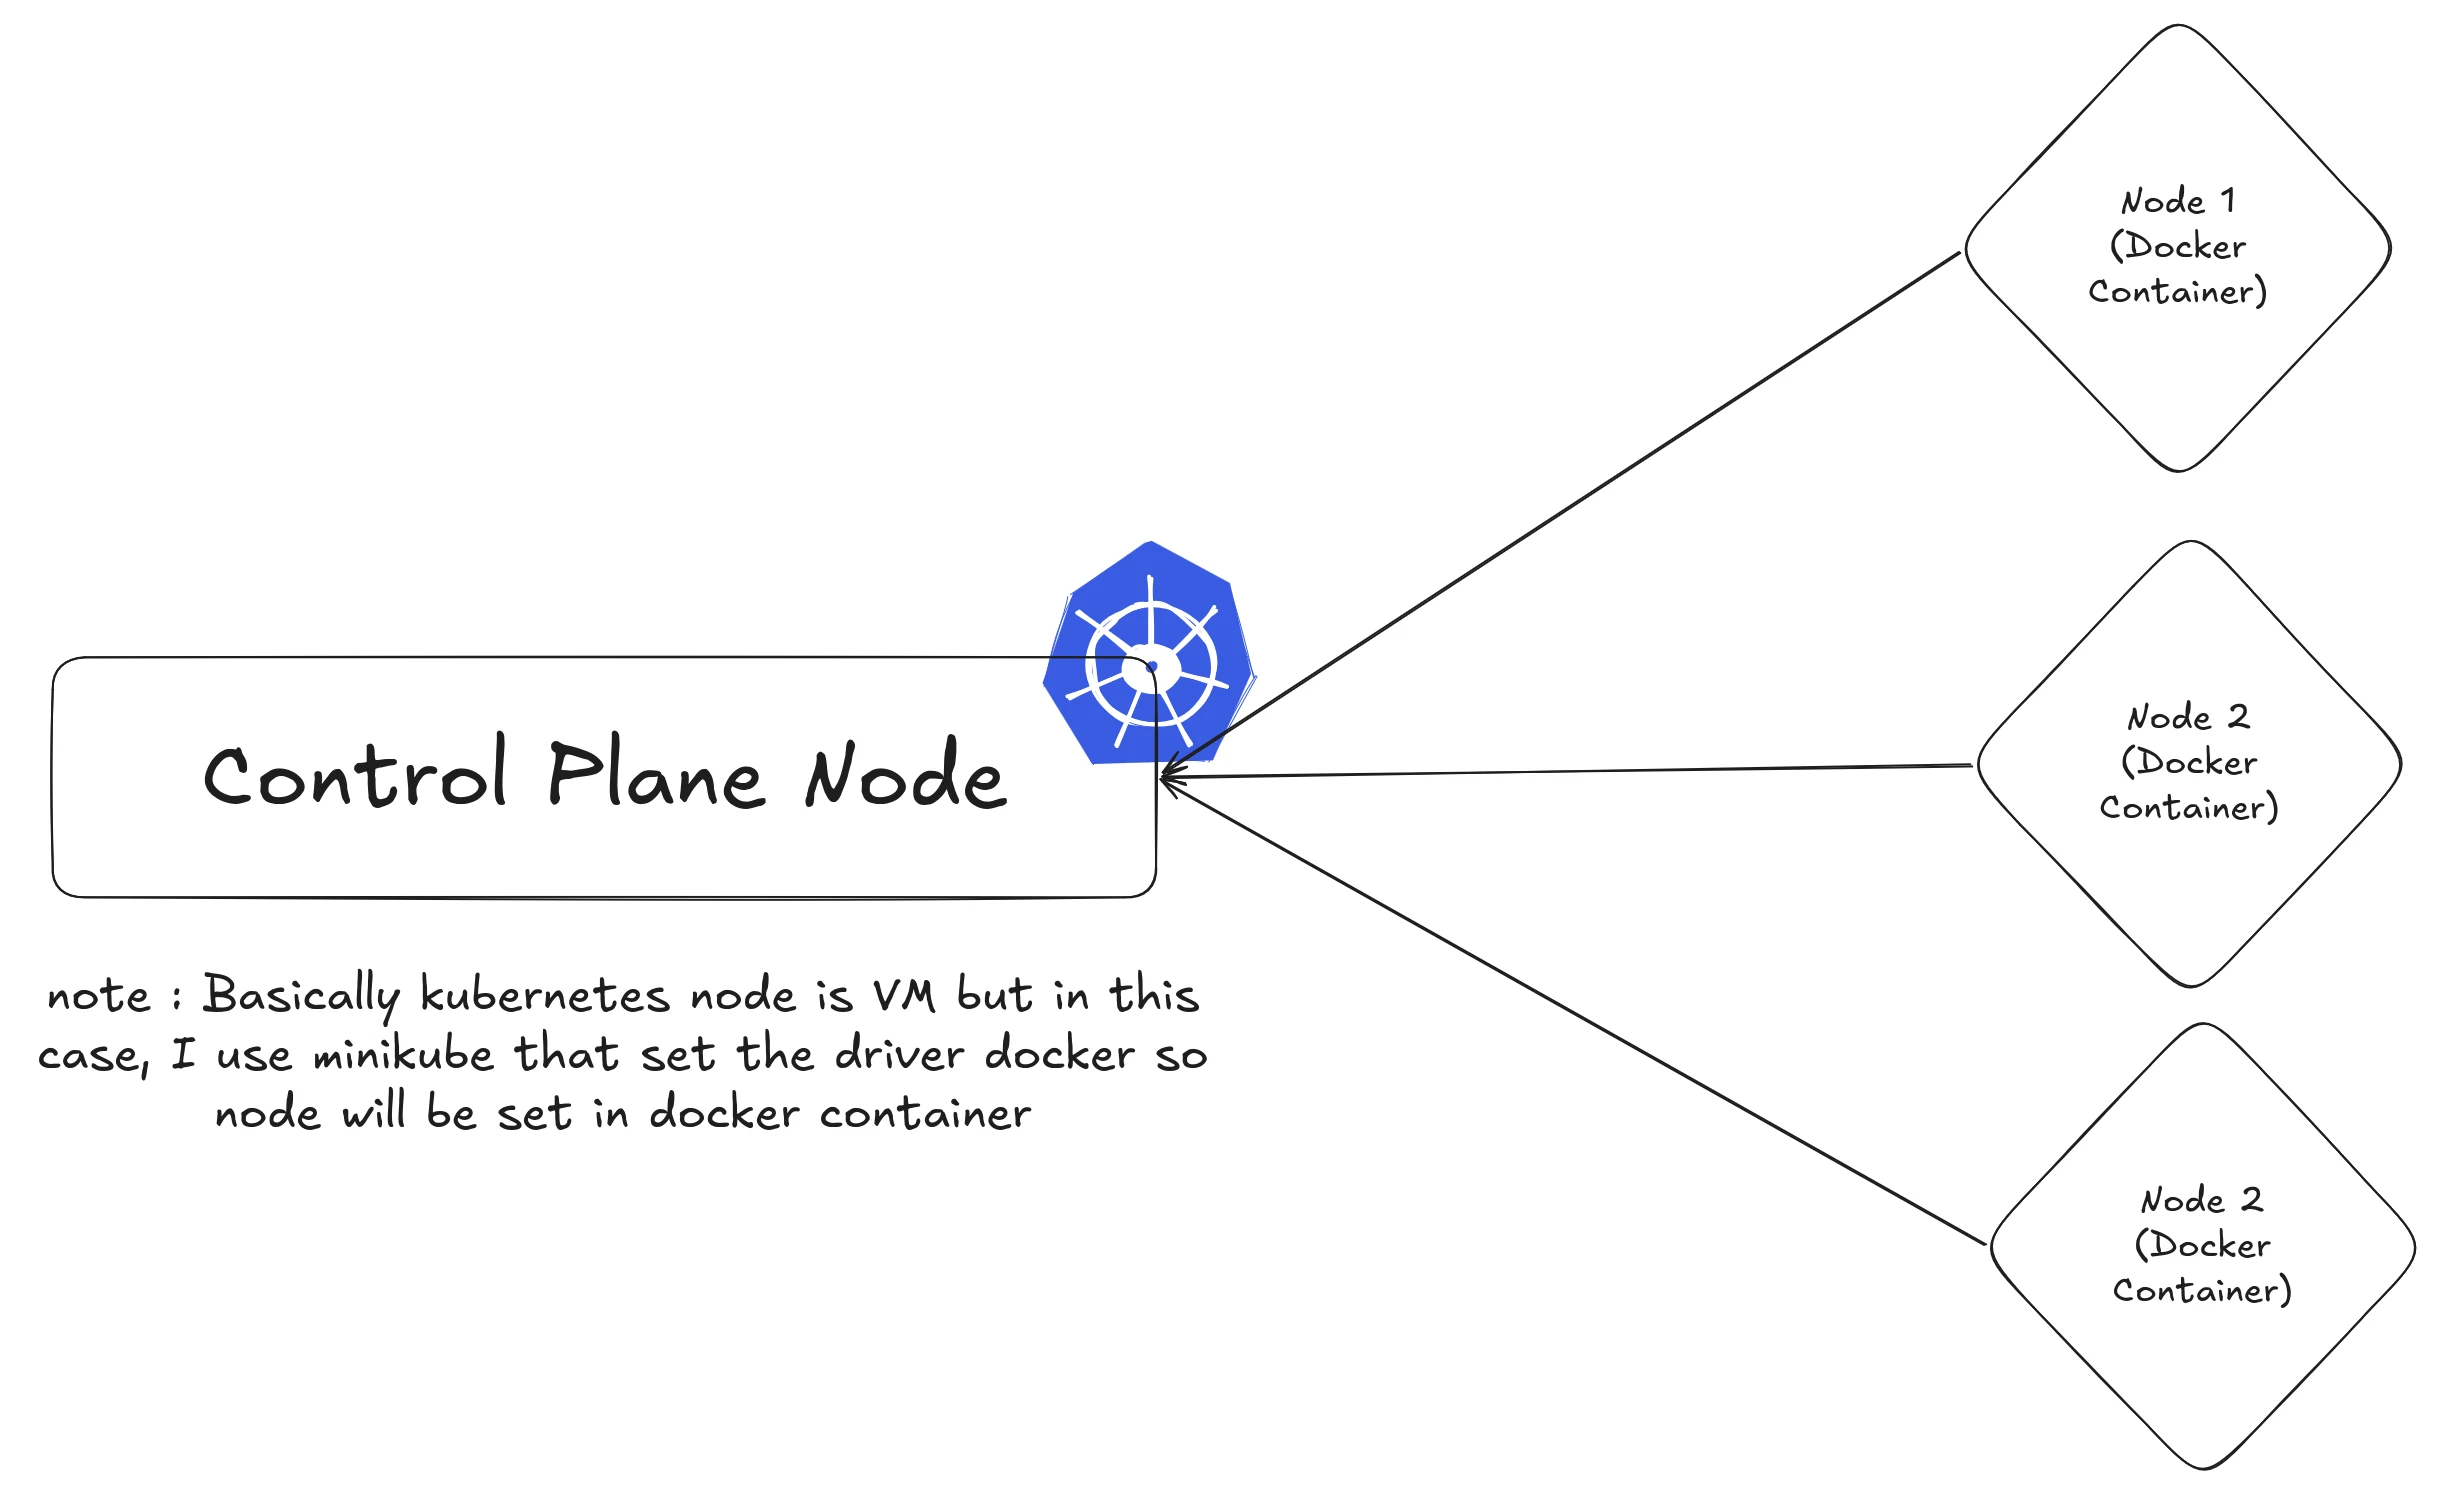 Node 1
(Docker
Container)
Node 2
(Docker
Container)
Control Plane Node
note : Basically kubernetes node is VM but in this
case, I use minikube that set the driver docker so
node will be set in docker container
Node 2
(Docker
Container)